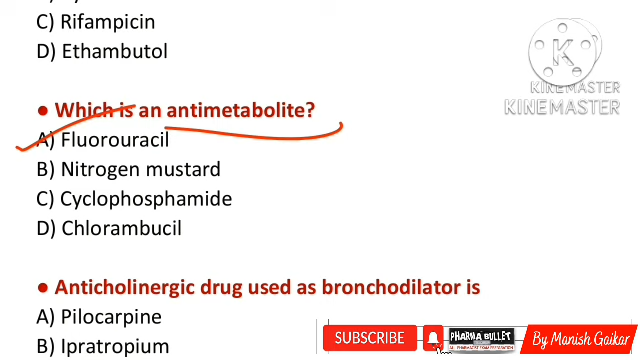 C) Rifampicin
D) Ethambutol
● Which is an antimetabolite?
A) Fluorouracil
B) Nitrogen mustard
C) Cyclophosphamide
D) Chlorambucil
● Anticholinergic drug used as bronchodilator is
A) Pilocarpine
B) Ipratropium
K
KINEMASTER
KINEMASTER
SUBSCRIBE
PHARMA BULLET
By Manish Gaikar